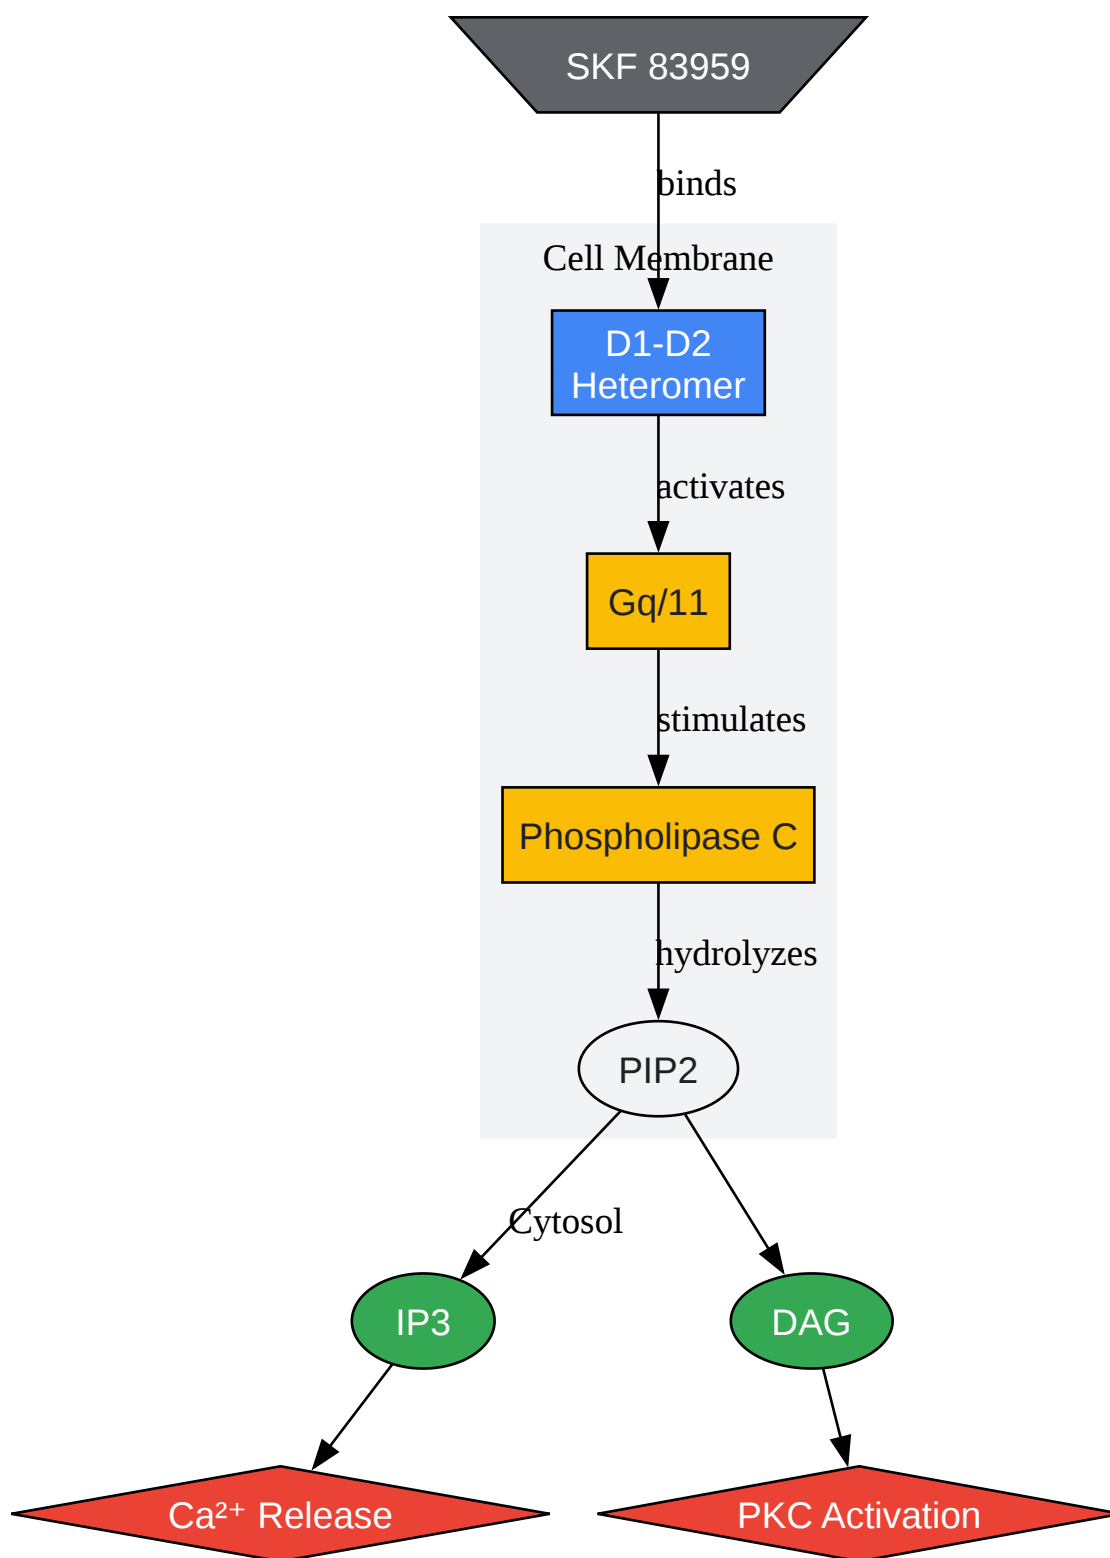 SKF 83959
binds
Cell Membrane
D1-D2
Heteromer
activates
Gq/11
stimulates
Phospholipase C
hydrolyzes
PIP2
Cytosol
IP3
DAG
Ca²⁺ Release
PKC Activation